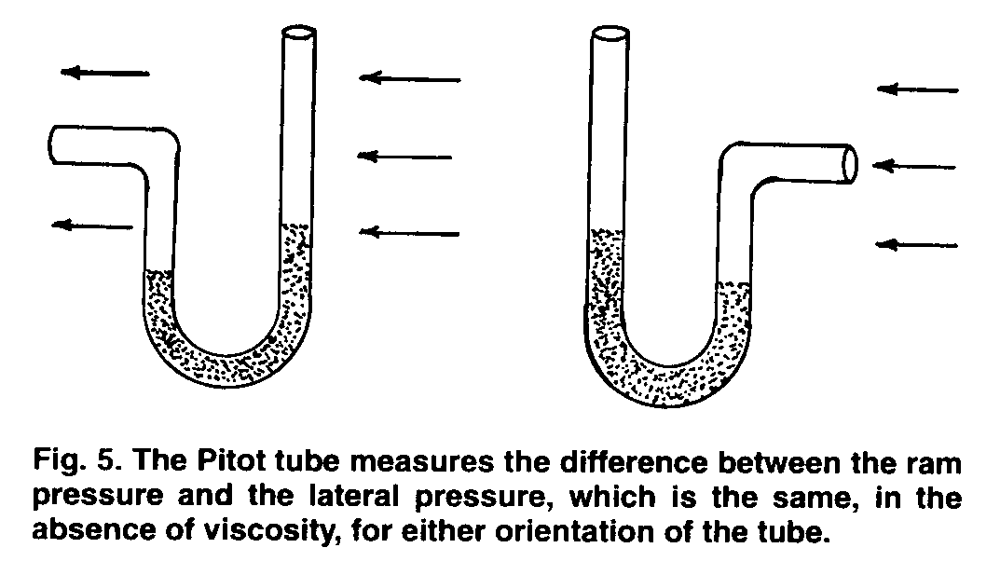 Fig. 5. The Pitot tube measures the difference between the ram
pressure and the lateral pressure, which is the same, in the
absence of viscosity, for either orientation of the tube.